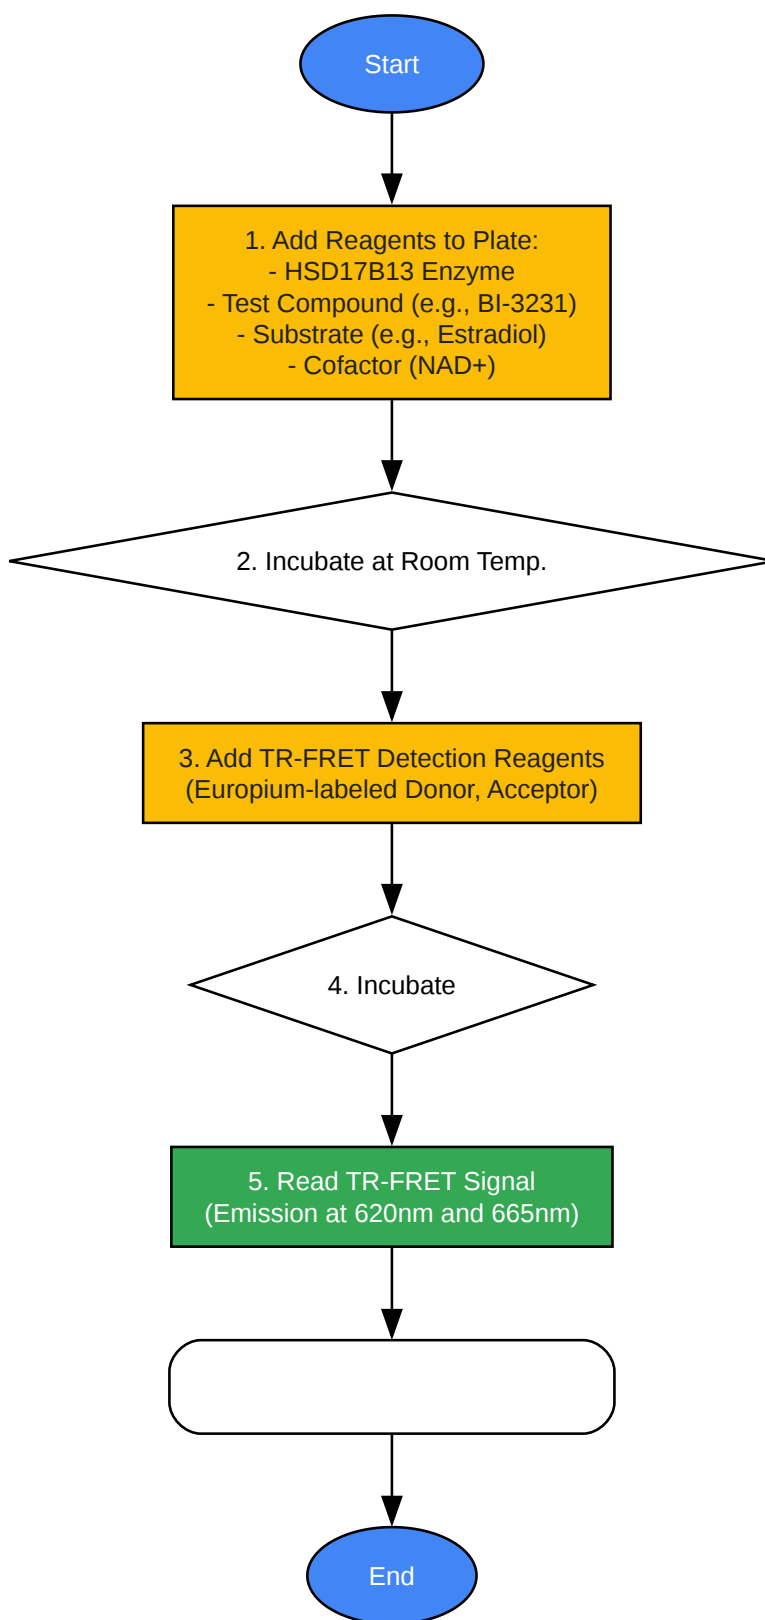 Start
1. Add Reagents to Plate:
- HSD17B13 Enzyme
- Test Compound (e.g., BI-3231)
- Substrate (e.g., Estradiol)
- Cofactor (NAD+)
2. Incubate at Room Temp.
3. Add TR-FRET Detection Reagents
(Europium-labeled Donor, Acceptor)
4. Incubate
5. Read TR-FRET Signal
(Emission at 620nm and 665nm)
End